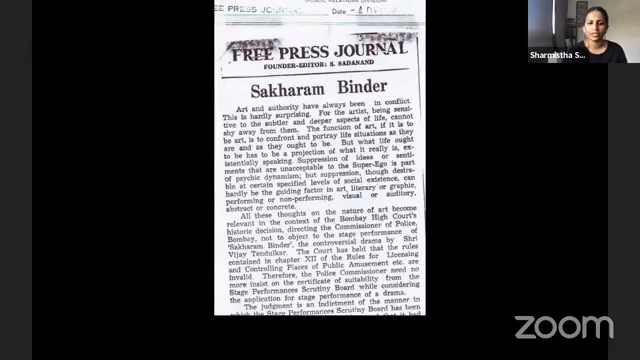 (PUBLIC RELATIONS DIVISION)
EE PRESS JOURNAL
Date
FREE PRESS JOURNAL
FOUNDER-EDITOR: S. SADANAND
Sakharam Binder
Art and authority have always been in conflict.
This is hardly surprising. For the artist, being sensi-
tive to the subtler and deeper aspects of life, cannot
shy away from them. The function of art, if it is to
be art, is to confront and portray life situations as they
are and as they ought to be. But what life ought
to be has to be a projection of what it really is, ex-
istentially speaking. Suppression of ideas or senti-
ments that are unacceptable to the Super-Ego is part
of psychic dynamism; but suppression, though desira-
ble at certain specified levels of social existence, can
hardly be the guiding factor in art, literary or graphic,
performing or non-performing, visual or auditory,
abstract or concrete.
All these thoughts on the nature of art become
relevant in the context of the Bombay High Court's
historic decision, directing the Commissioner of Police,
Bombay, not to object to the stage performance of
'Sakharam Binder', the controversial drama by Shri
Vijay Tendulkar. The Court has held that the rules
contained in chapter XII of the Rules for Licensing
and Controlling Places of Public Amusement etc. are
invalid. Therefore, the Police Commissioner need no
more insist on the certificate of suitability from the
Stage Performances Scrutiny Board while considering
the application for stage performance of a drama.
The judgment is an indictment of the manner in
which the Stage Performances Scrutiny Board has been
it had
Sharmistha S...
zoom